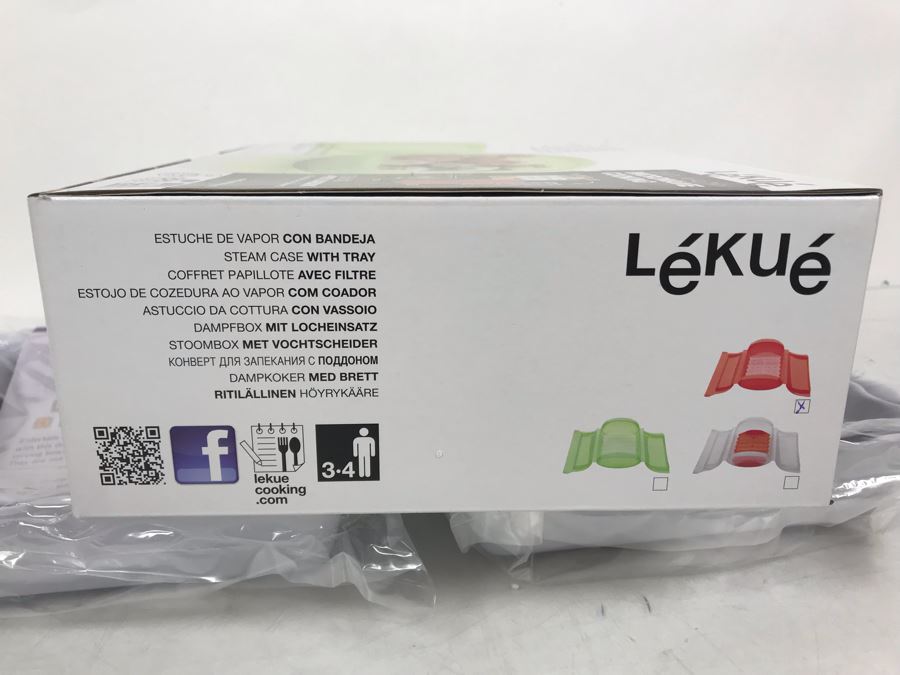 ESTUCHE DE VAPOR CON BANDEJA
STEAM CASE WITH TRAY
COFFRET PAPILLOTE AVEC FILTRE
ESTOJO DE COZEDURA AO VAPOR COM COADOR
ASTUCCIO DA COTTURA CON VASSOIO
DAMPFBOX MIT LOCHEINSATZ
STOOMBOX MET VOCHTSCHEIDER
КОНВЕРТ ДЛЯ ЗАПЕКАНИЯ С ПОДДОНОМ
DAMPKOKER MED BRETT
RITILÄLLINEN HÖYRYKÄÄRE
f
lekue
cooking
.com
3·4
Lékué
X